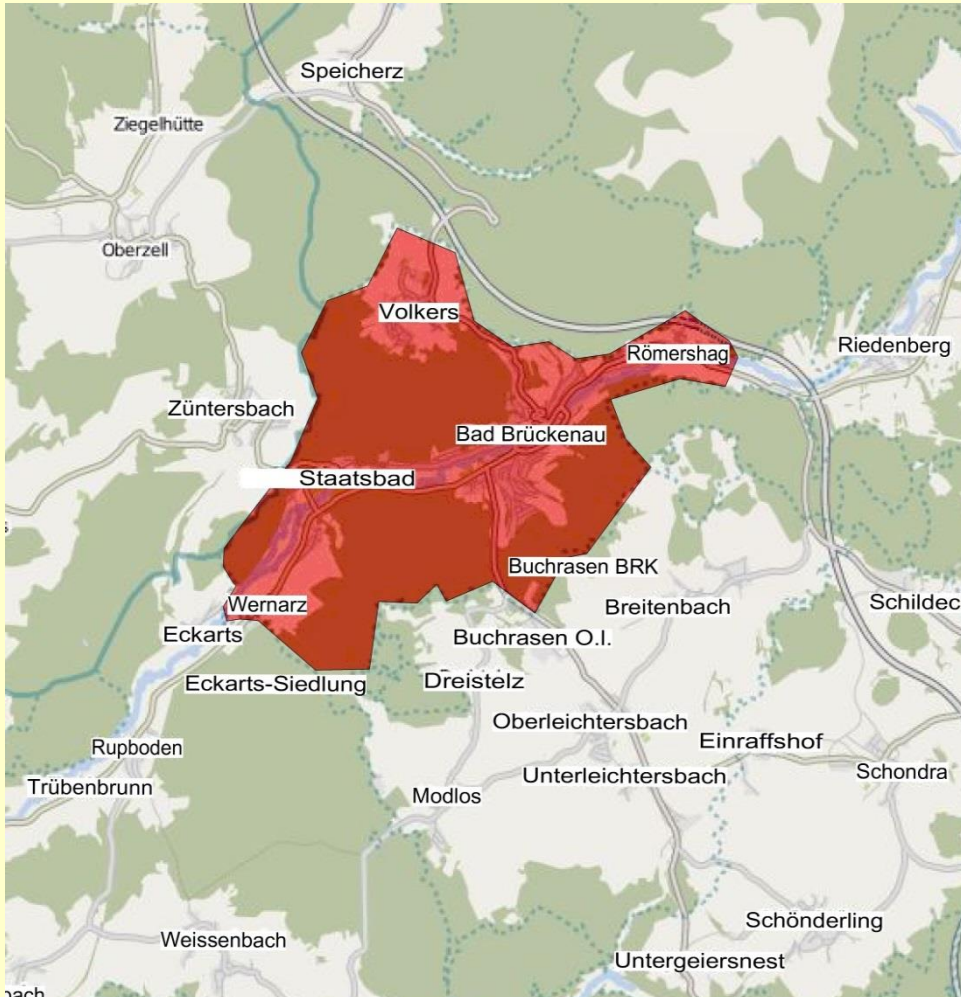 Speicherz
Ziegelhütte
Oberzell
Volkers
Riedenberg
Römershag
Züntersbach
Bad Brückenau
Staatsbad
Buchrasen BRK
Wernarz
Breitenbach
Schildec
Eckarts
Buchrasen O.l.
Eckarts-Siedlung
Dreistelz
Oberleichtersbach
Einraffshof
Rupboden
Unterleichtersbach
Schondra
Trübenbrunn
Modlos
Schönderling
Weissenbach
Untergeiersnest
bach